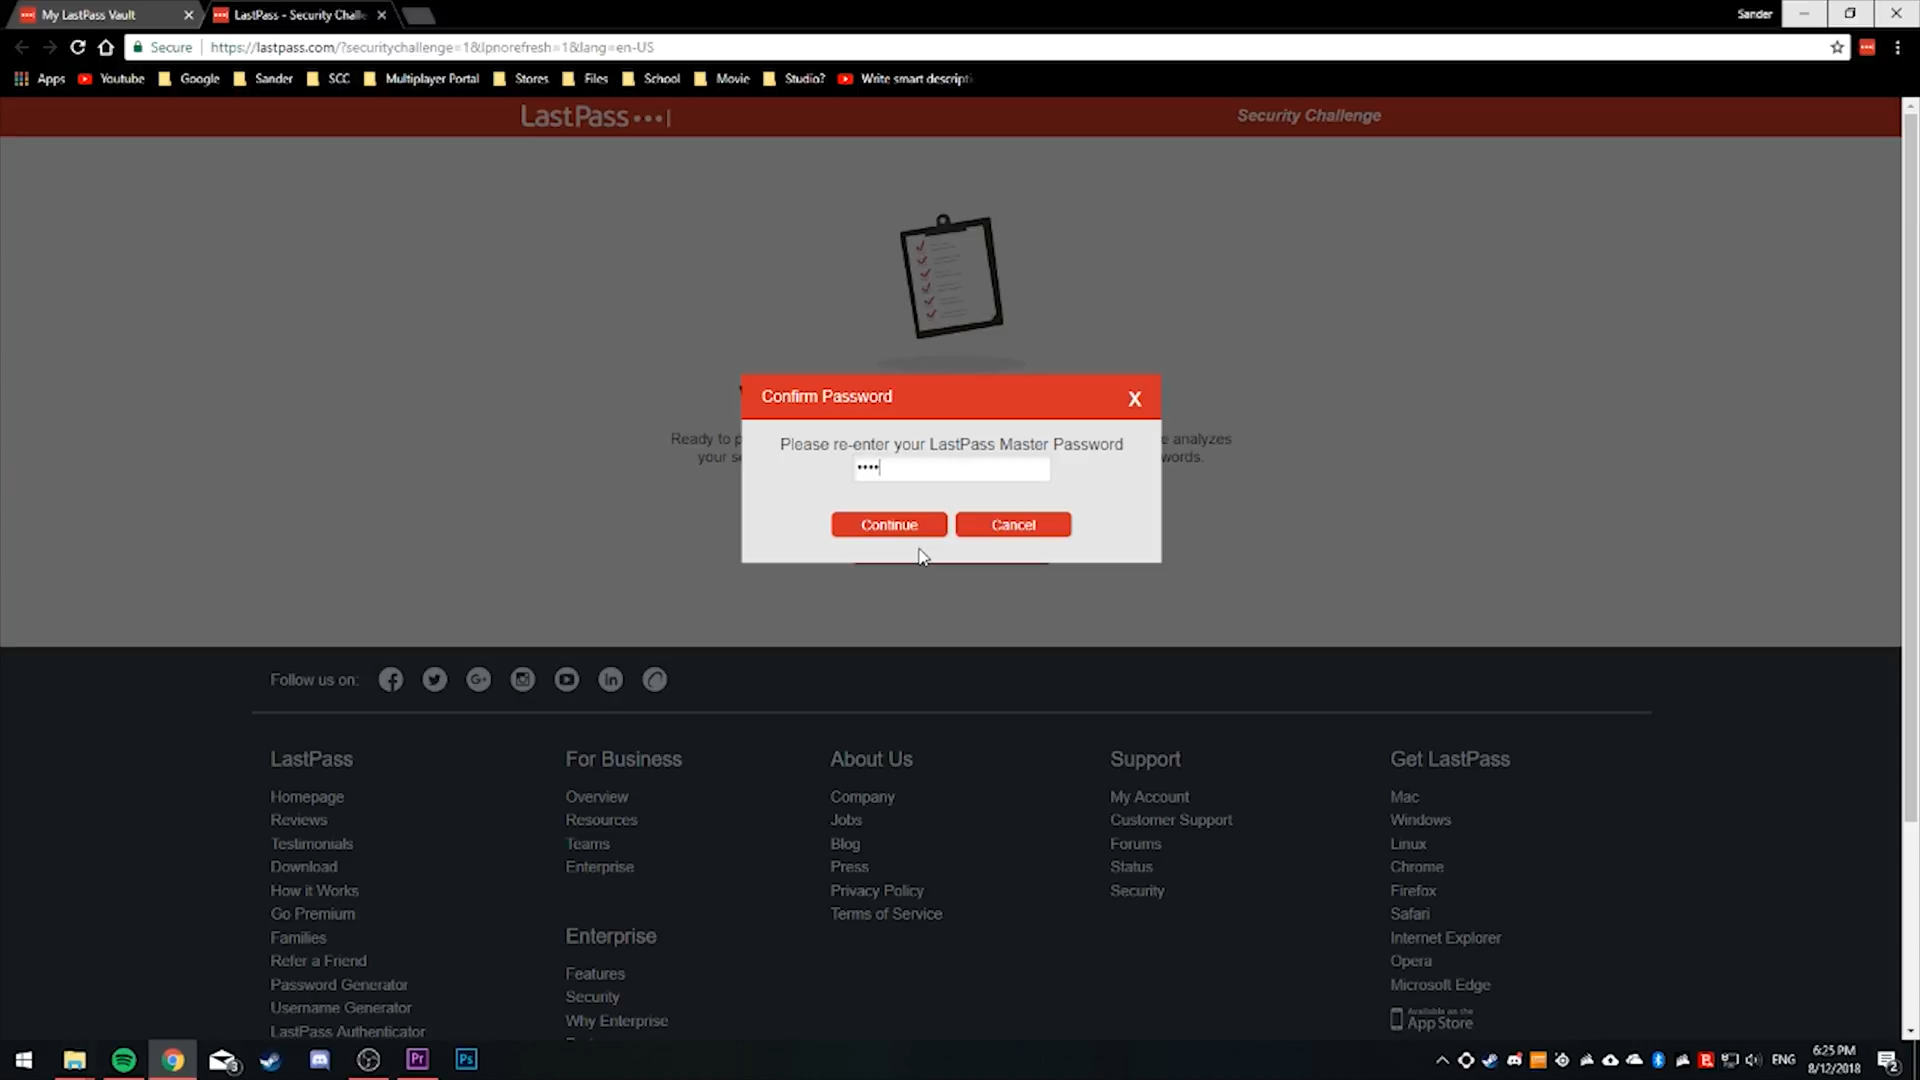 My LastPass Vault
LastPass - Security Challe
Sander
Secure
https://lastpass.com/?securitychallenge=1&lpnorefresh=1&lang=en-US
Apps
Youtube
Google
Sander
SCC
Multiplayer Portal
Stores
Files
School
Movie
Studio?
Write smart descripti
LastPass
Security Challenge
Confirm Password
X
Please re-enter your LastPass Master Password
Continue
Cancel
Ready to p
e analyzes
your se
words.
Follow us on:
LastPass
Homepage
Reviews
Testimonials
Download
How it Works
Go Premium
Families
Refer a Friend
Password Generator
Username Generator
LastPass Authenticator
For Business
Overview
Resources
Teams
Enterprise
Enterprise
Features
Security
Why Enterprise
About Us
Company
Jobs
Blog
Press
Privacy Policy
Terms of Service
Support
My Account
Customer Support
Forums
Status
Security
Get LastPass
Mac
Windows
Linux
Chrome
Firefox
Safari
Internet Explorer
Opera
Microsoft Edge
Available on the
App Store
Pr
Ps
ENG
6:25 PM
8/12/2018